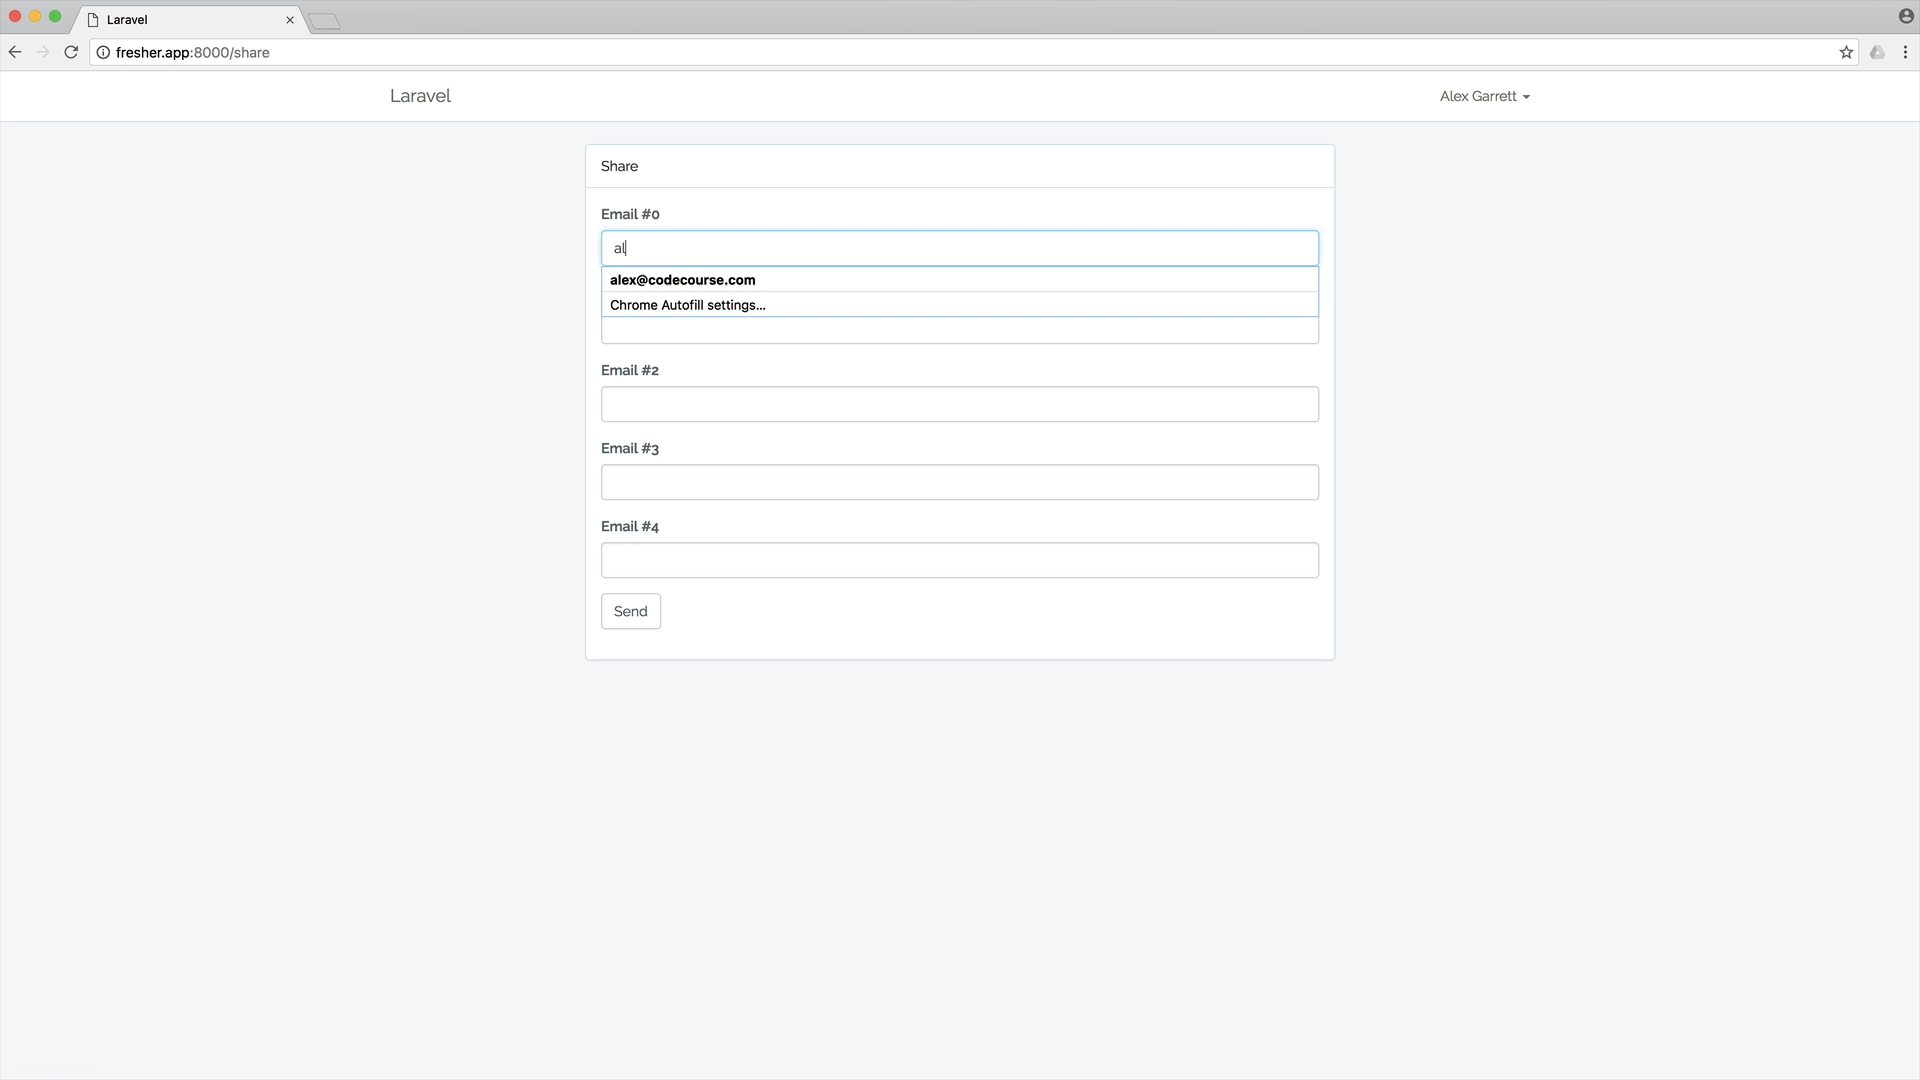 Laravel
fresher.app:8000/share
Laravel
Alex Garrett
Share
Email #0
al
alex@codecourse.com
Chrome Autofill settings...
Email #2
Email #3
Email #4
Send